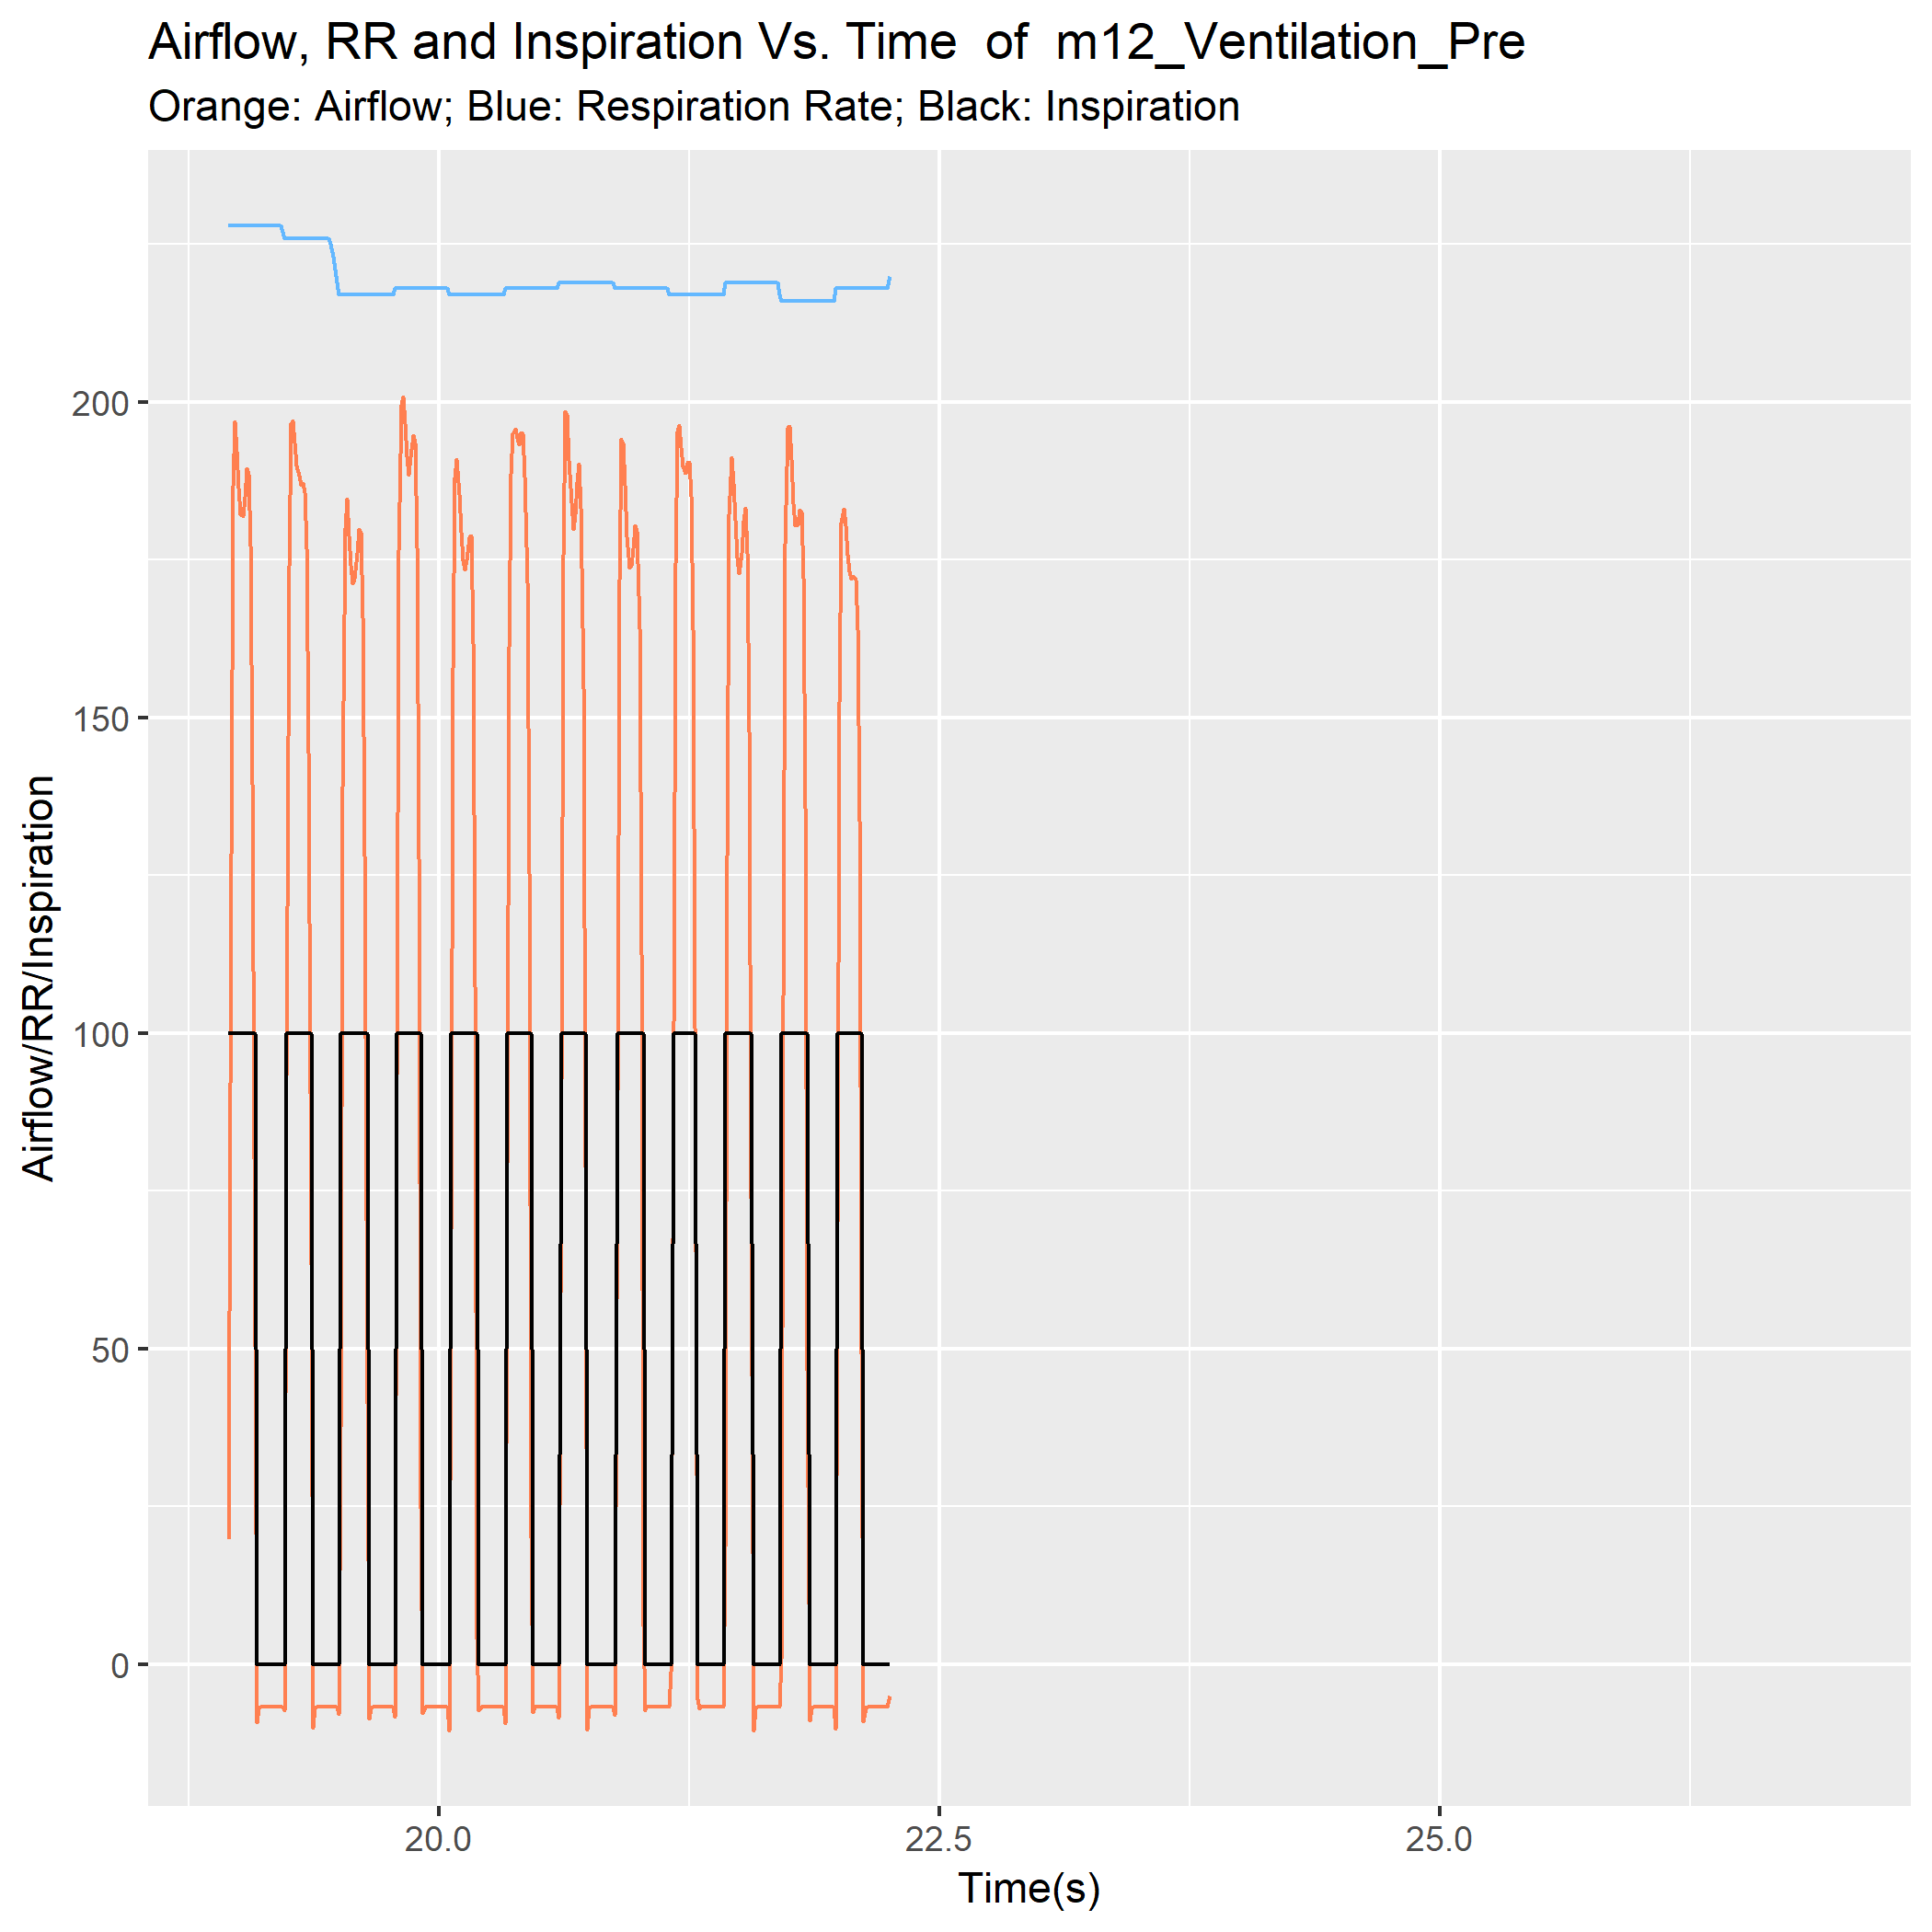 Airflow, RR and Inspiration Vs. Time  of  m12_Ventilation_Pre
Orange: Airflow; Blue: Respiration Rate; Black: Inspiration
Airflow/RR/Inspiration
200
150
100
50
0
20.0
22.5
25.0
Time(s)